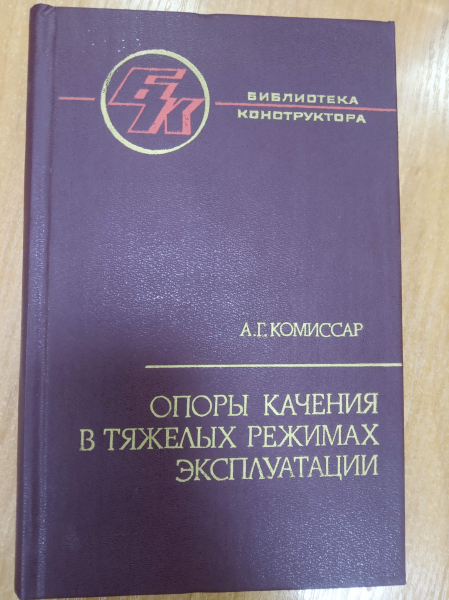 БК
БИБЛИОТЕКА
КОНСТРУКТОРА
А.Г. КОМИССАР
ОПОРЫ КАЧЕНИЯ
В ТЯЖЕЛЫХ РЕЖИМАХ
ЭКСПЛУАТАЦИИ